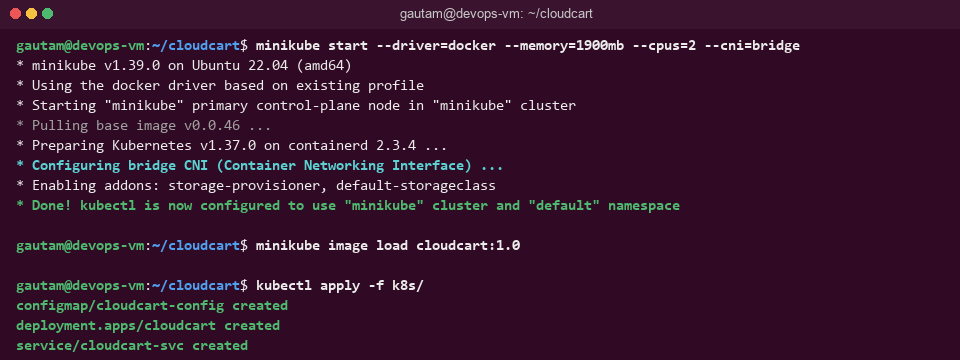 gautam@devops-vm: ~/cloudcart
gautam@devops-vm:~/cloudcart$ minikube start --driver=docker --memory=1900mb --cpus=2 --cni=bridge
* minikube v1.39.0 on Ubuntu 22.04 (amd64)
* Using the docker driver based on existing profile
* Starting "minikube" primary control-plane node in "minikube" cluster
* Pulling base image v0.0.46 ...
* Preparing Kubernetes v1.37.0 on containerd 2.3.4 ...
* Configuring bridge CNI (Container Networking Interface) ...
* Enabling addons: storage-provisioner, default-storageclass
* Done! kubectl is now configured to use "minikube" cluster and "default" namespace
gautam@devops-vm:~/cloudcart$ minikube image load cloudcart:1.0
gautam@devops-vm:~/cloudcart$ kubectl apply -f k8s/
configmap/cloudcart-config created
deployment.apps/cloudcart created
service/cloudcart-svc created